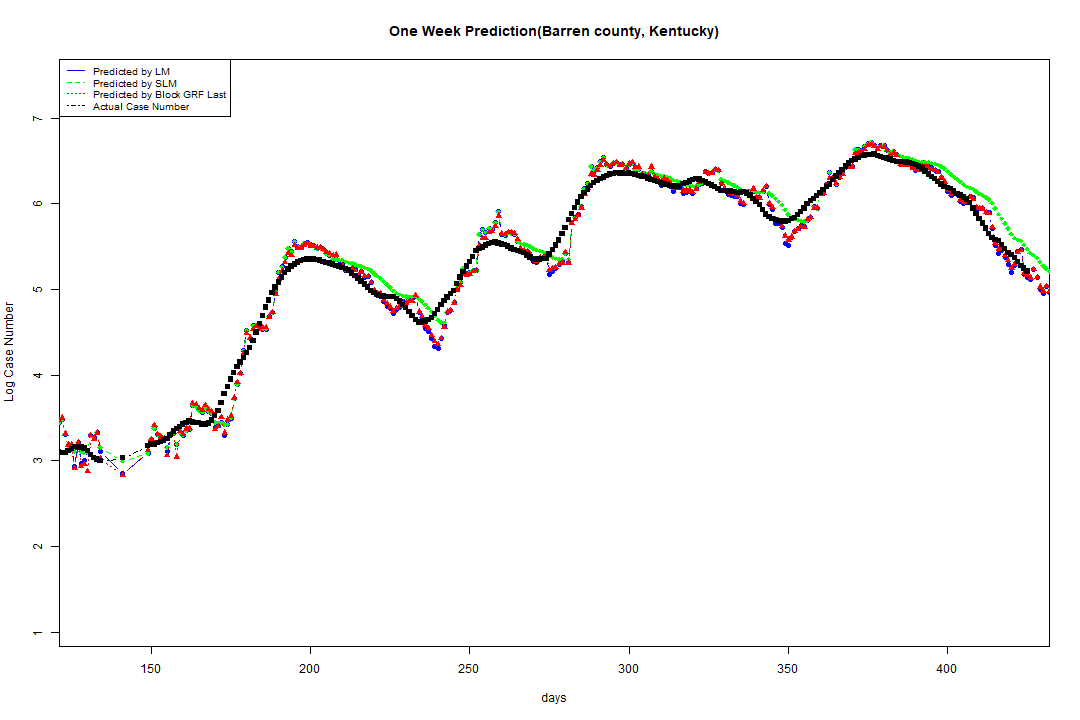 One Week Prediction(Barren county, Kentucky)
Predicted by LM
Predicted by SLM
Predicted by Block GRF Last
Actual Case Number
7
6
5
4
3
2
1
Log Case Number
150 200 250 300 350 400
days